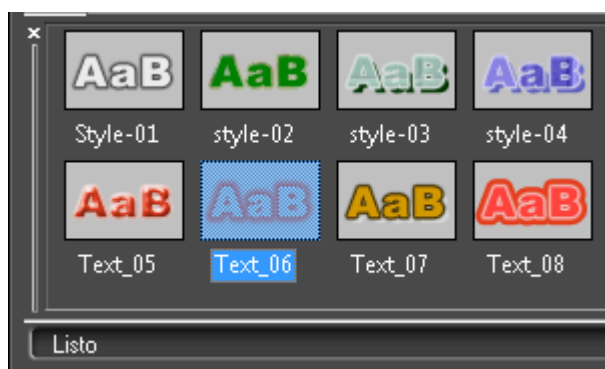 AaB AaB AaB AaB
Style-01 style-02 style-03 style-04
AaB AaB AaB AaB
Text_05 Text_06 Text_07 Text_08
Listo